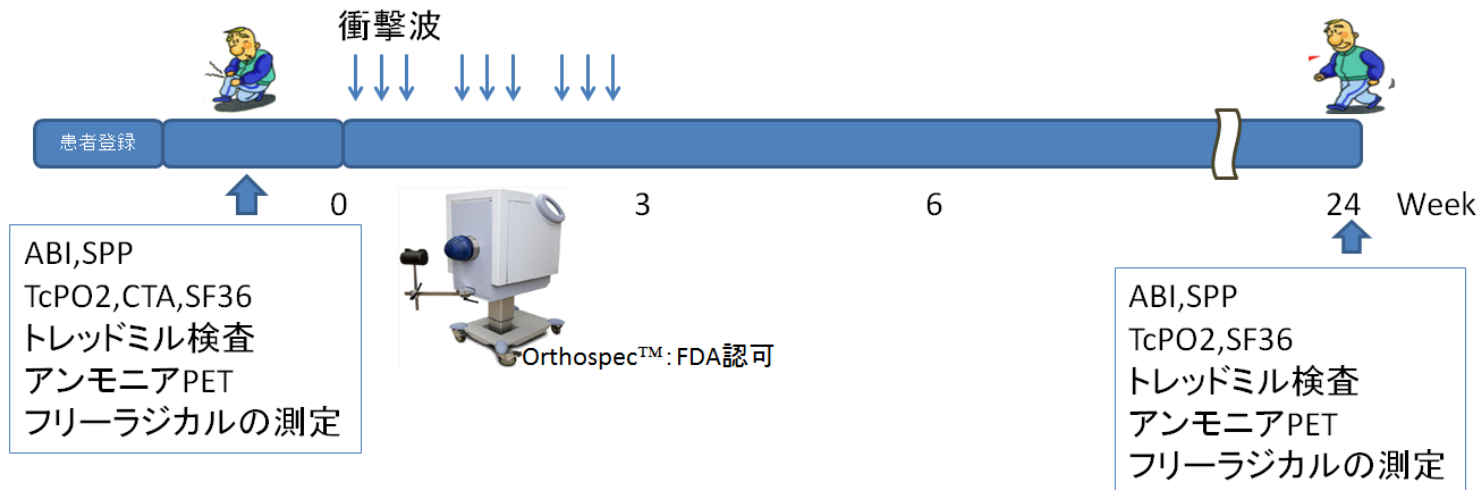 衝撃波
患者登録
0 3 6 24 Week
ABI,SPP
TcPO2,CTA,SF36
トレッドミル検査
アンモニアPET
フリーラジカルの測定
Orthospec™:FDA認可
ABI,SPP
TcPO2,SF36
トレッドミル検査
アンモニアPET
フリーラジカルの測定